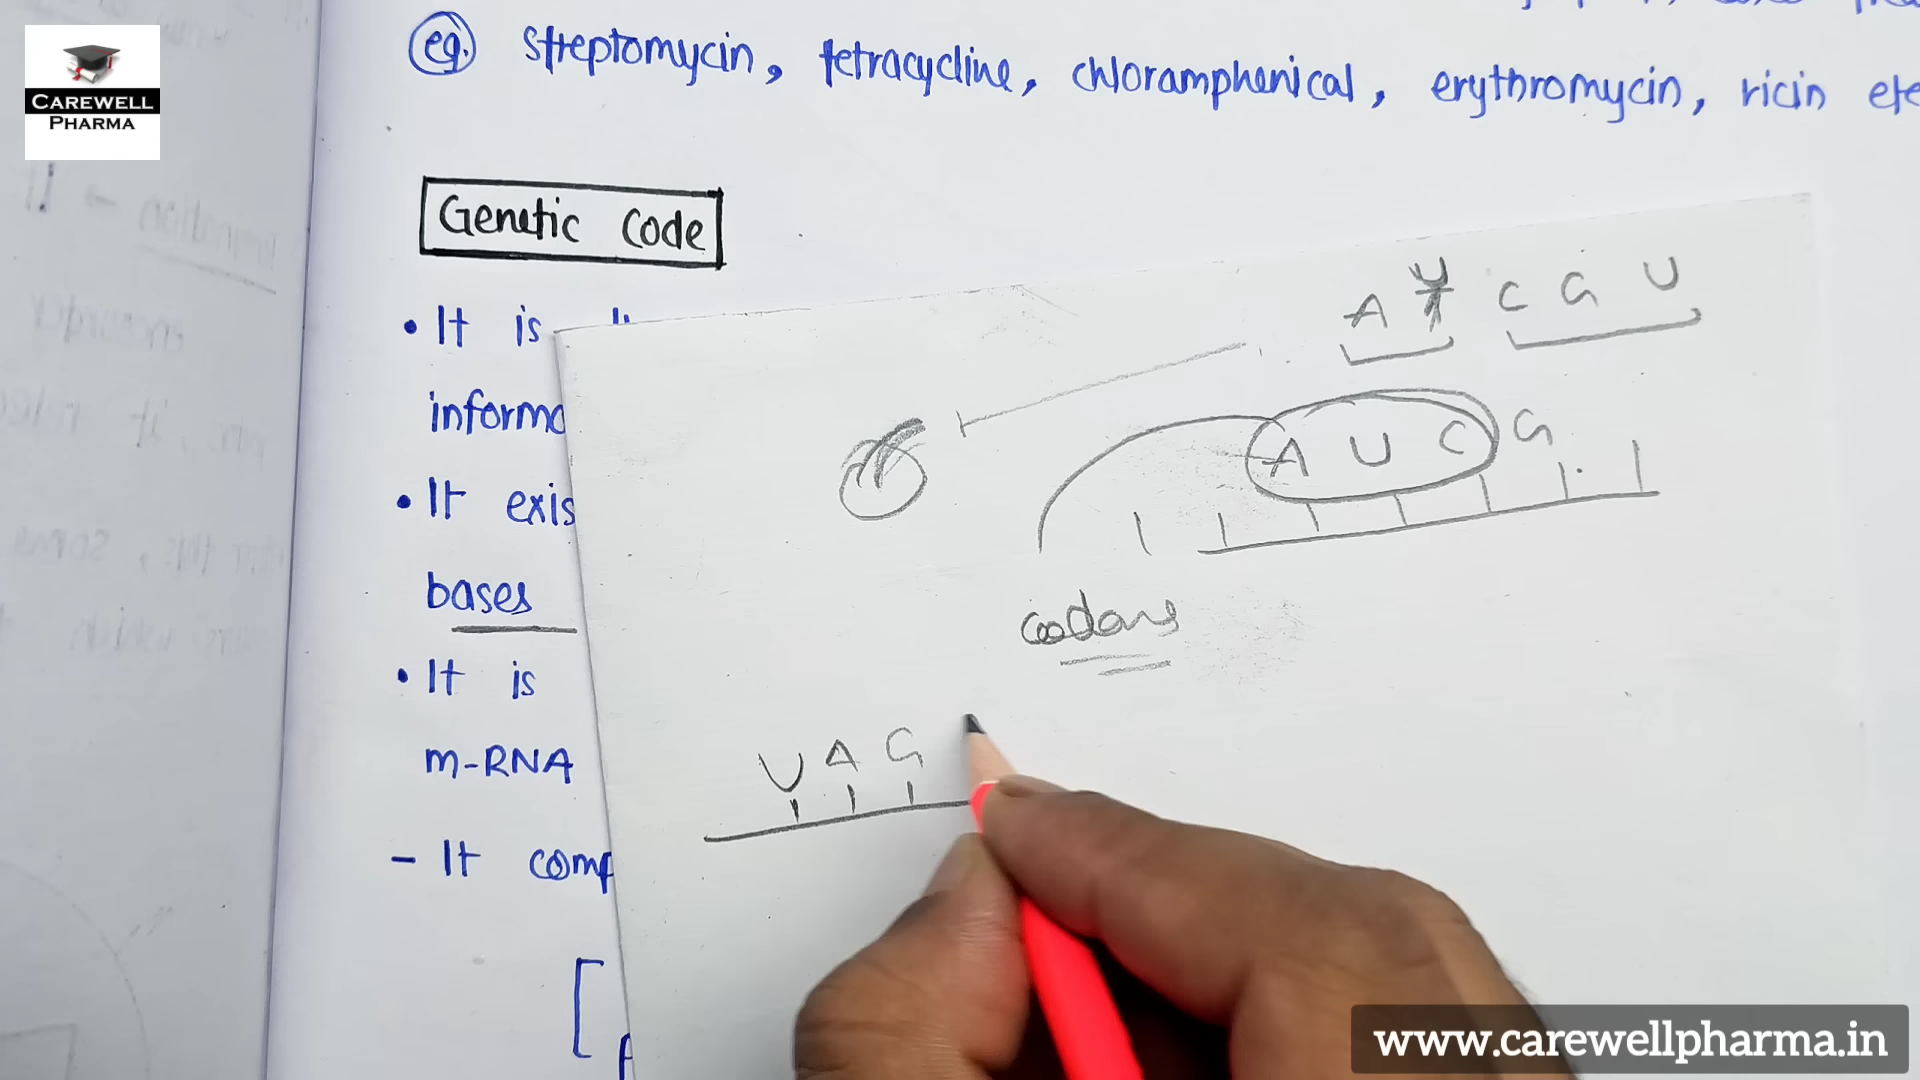 CAREWELL
PHARMA
eg. Streptomycin, tetracycline, chloramphenical, erythromycin, ricin etc
Genetic Code
• It is
informa
• It exis
bases
• It is
m-RNA
- It comp
A U C G U
A U C G
codons
U A G
www.carewellpharma.in